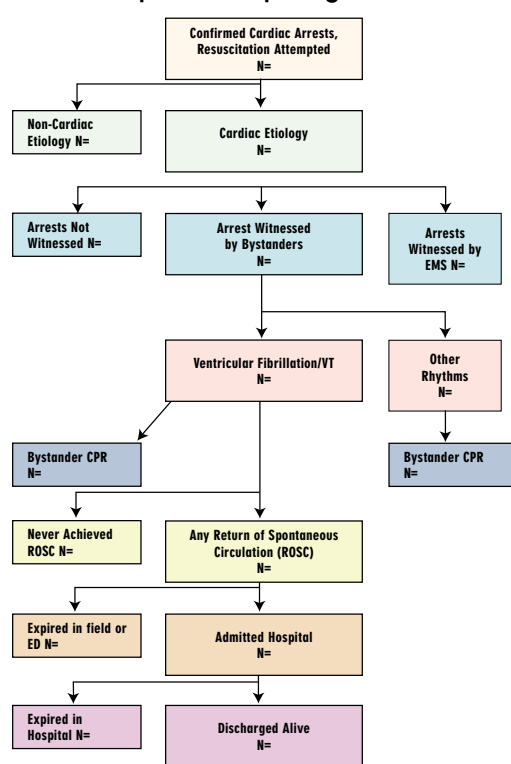 Confirmed Cardiac Arrests,
Resuscitation Attempted
N=
Non-Cardiac
Etiology N=
Cardiac Etiology
N=
Arrests Not
Witnessed N=
Arrest Witnessed
by Bystanders
N=
Arrests
Witnessed by
EMS N=
Ventricular Fibrillation/VT
N=
Other
Rhythms
N=
Bystander CPR
N=
Bystander CPR
N=
Never Achieved
ROSC N=
Any Return of Spontaneous
Circulation (ROSC)
N=
Expired in field or
ED N=
Admitted Hospital
N=
Expired in
Hospital N=
Discharged Alive
N=